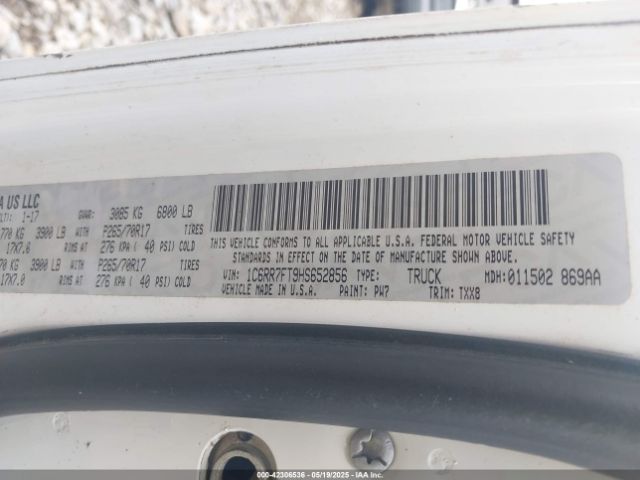 A US LLC
LT): 1-17 GVWR: 3085 KG 6800 LB
770 KG 3900 LB WITH P265/70R17 TIRES
17X7.0 RIMS AT 276 KPA ( 40 PSI) COLD
70 KG 3900 LB WITH P265/70R17 TIRES
17X7.0 RIMS AT 276 KPA ( 40 PSI) COLD
THIS VEHICLE CONFORMS TO ALL APPLICABLE U.S.A. FEDERAL MOTOR VEHICLE SAFETY
STANDARDS IN EFFECT ON THE DATE OF MANUFACTURE SHOWN ABOVE.
VIN: 1C6RR7FT9HS652856 TYPE: TRUCK MDH:011502 869AA
VEHICLE MADE IN U.S.A. PAINT: PW7 TRIM: TXX8
000-42306536 - 05/19/2025 - COPYRIGHT © IAA, LLC.